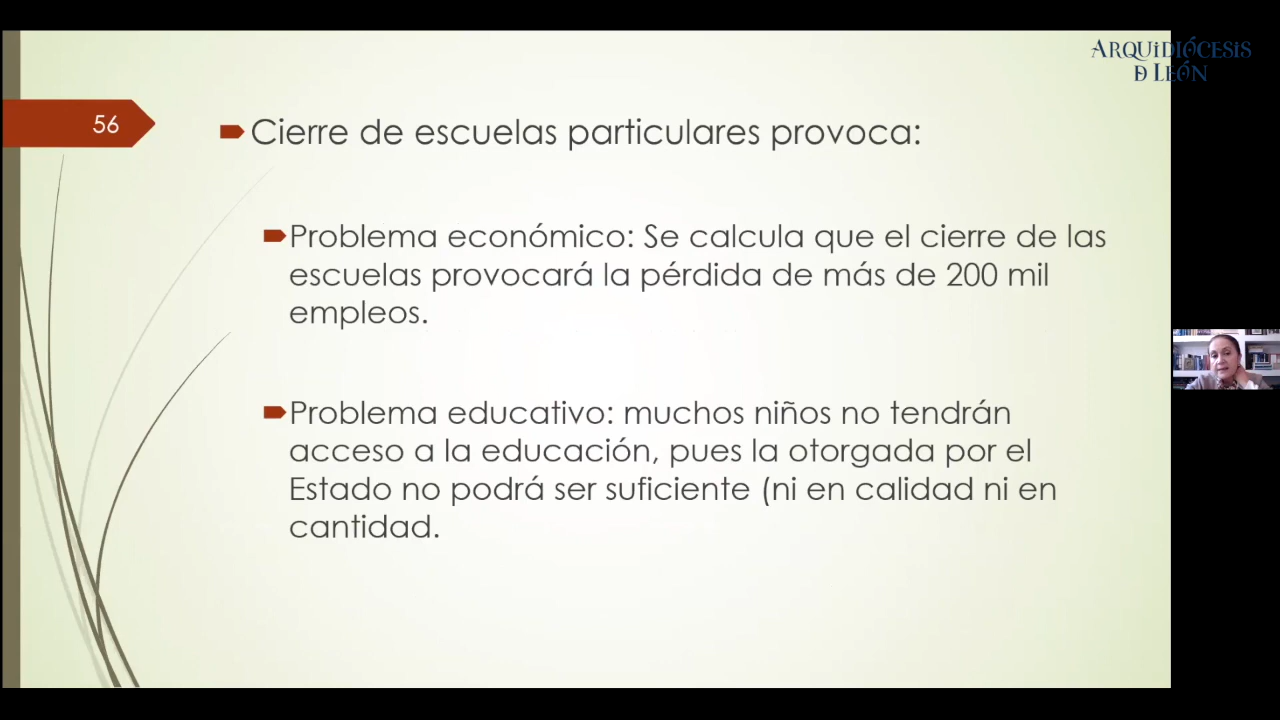 ARQUIDIÓCESIS
D LEÓN
56
Cierre de escuelas particulares provoca:
Problema económico: Se calcula que el cierre de las
escuelas provocará la pérdida de más de 200 mil
empleos.
Problema educativo: muchos niños no tendrán
acceso a la educación, pues la otorgada por el
Estado no podrá ser suficiente (ni en calidad ni en
cantidad.